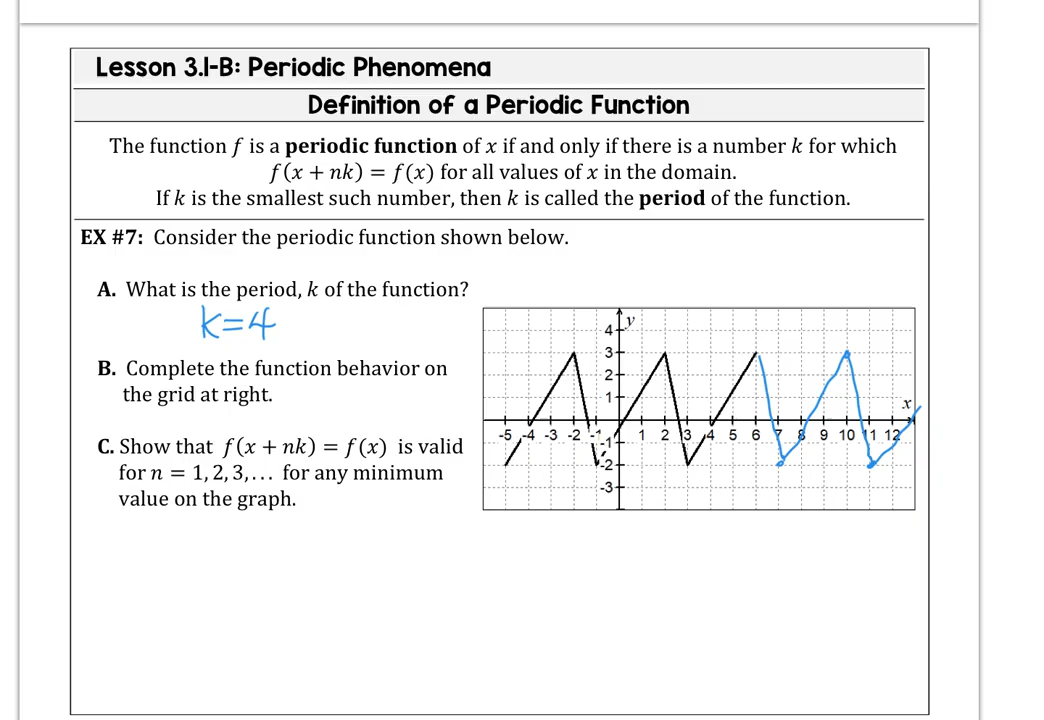 Lesson 3.1-B: Periodic Phenomena
Definition of a Periodic Function
The function f is a periodic function of x if and only if there is a number k for which
f(x + nk) = f(x) for all values of x in the domain.
If k is the smallest such number, then k is called the period of the function.
EX #7: Consider the periodic function shown below.
A. What is the period, k of the function?
k=4
B. Complete the function behavior on
the grid at right.
C. Show that f(x + nk) = f(x) is valid
for n = 1, 2, 3, ... for any minimum
value on the graph.
y
4
3
2
1
x
-5 -4 -3 -2 -1 1 2 3 4 5 6 7 8 9 10 11 12
-1
-2
-3